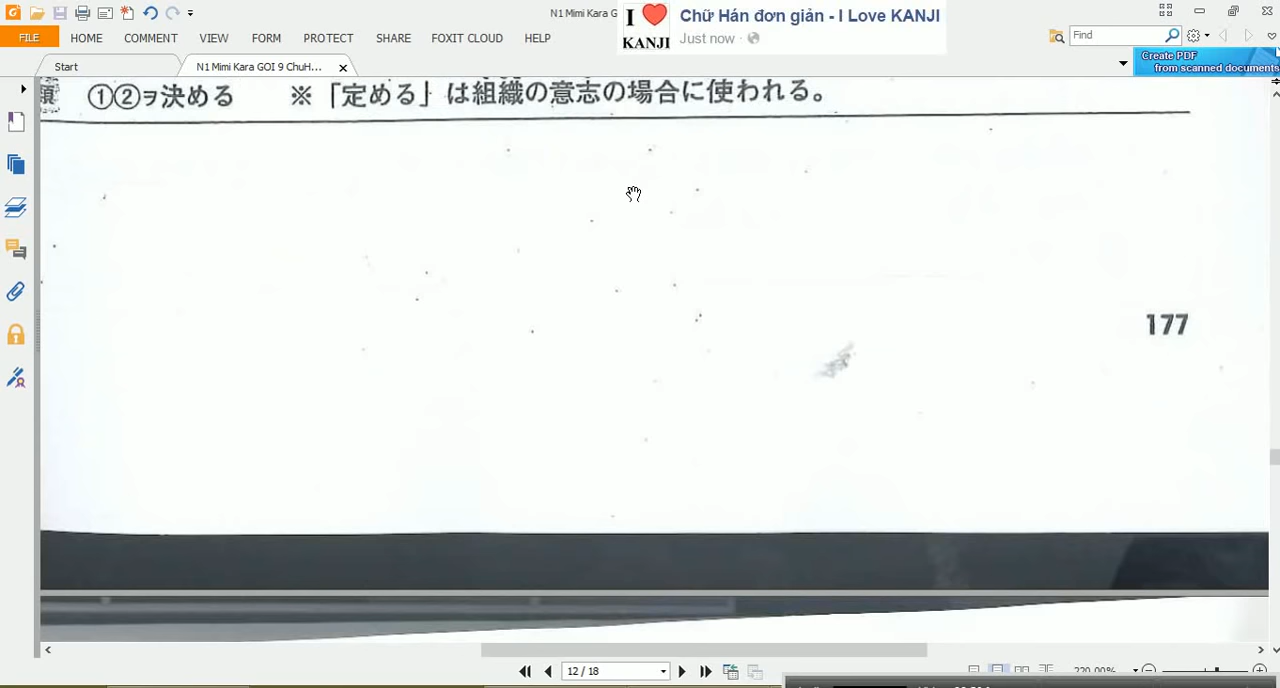 N1 Mimi Kara G
I
KANJI
Chữ Hán đơn giản - I Love KANJI
Just now ·
FILE
HOME
COMMENT
VIEW
FORM
PROTECT
SHARE
FOXIT CLOUD
HELP
Find
Start
N1 Mimi Kara GOI 9 ChuH...
Create PDF
from scanned documents
①②ヲ決める ※「定める」は組織の意志の場合に使われる。
177
12 / 18
220.00%